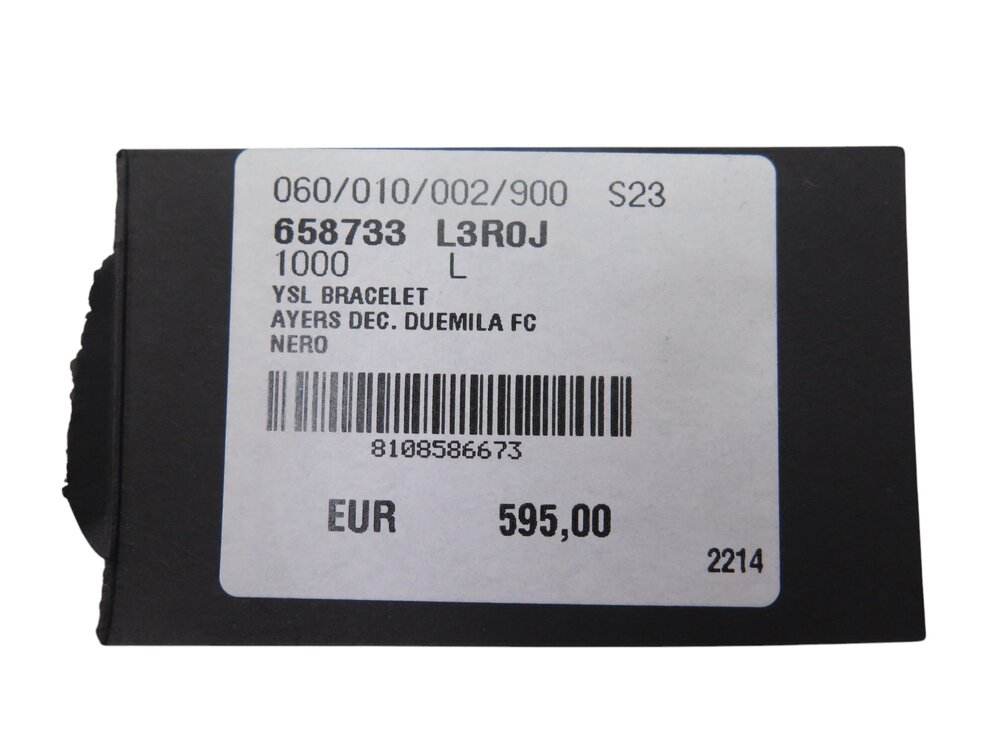 060/010/002/900 S23
658733 L3R0J
1000 L
YSL BRACELET
AYERS DEC. DUEMILA FC
NERO
8108586673
EUR 595,00
2214